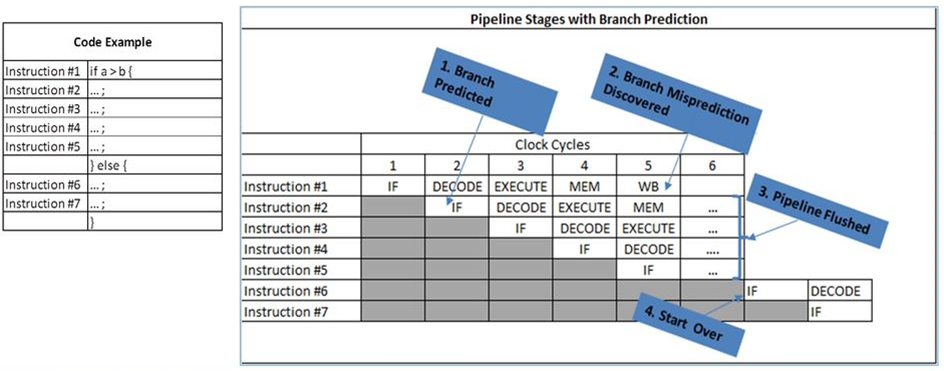 Code Example
Instruction #1 if a > b {
Instruction #2 ... ;
Instruction #3 ... ;
Instruction #4 ... ;
Instruction #5 ... ;
} else {
Instruction #6 ... ;
Instruction #7 ... ;
}
Pipeline Stages with Branch Prediction
1. Branch
Predicted
2. Branch Misprediction
Discovered
Clock Cycles
1 2 3 4 5 6
Instruction #1 IF DECODE EXECUTE MEM WB
Instruction #2 IF DECODE EXECUTE MEM ...
Instruction #3 IF DECODE EXECUTE ...
Instruction #4 IF DECODE ....
Instruction #5 IF ...
Instruction #6 IF DECODE
Instruction #7 IF
3. Pipeline Flushed
4. Start Over